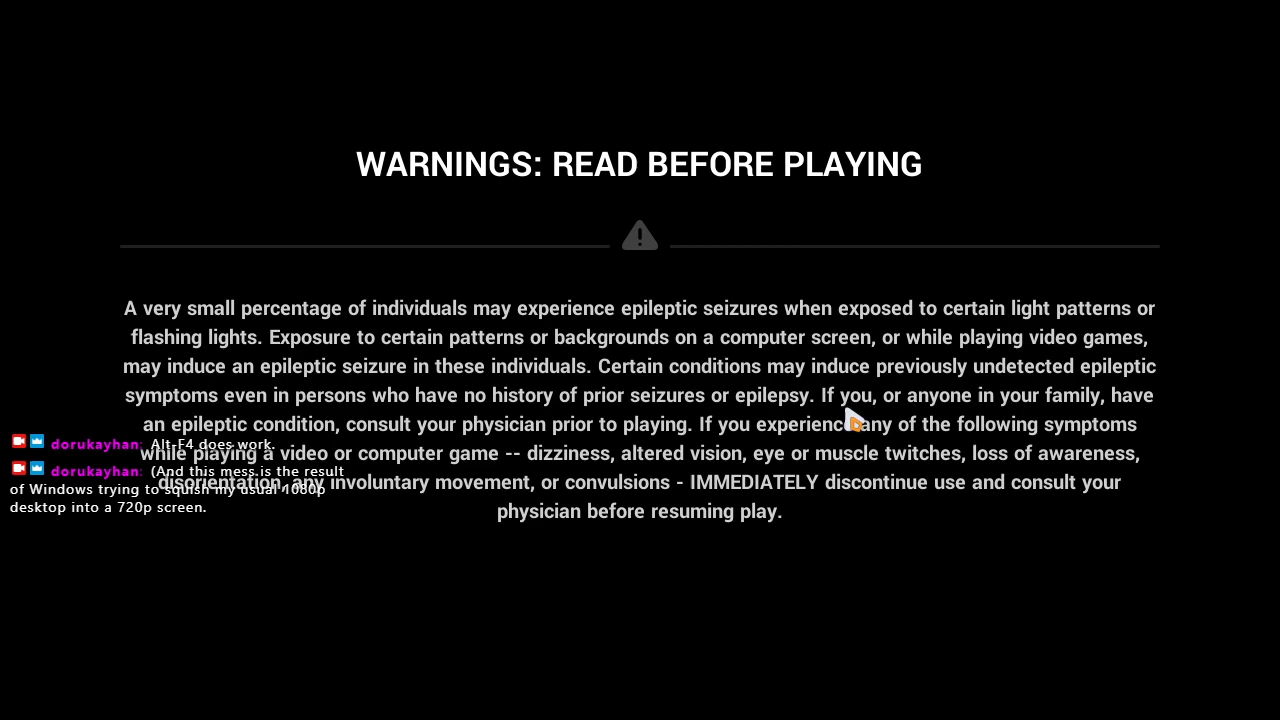 WARNINGS: READ BEFORE PLAYING
A very small percentage of individuals may experience epileptic seizures when exposed to certain light patterns or
flashing lights. Exposure to certain patterns or backgrounds on a computer screen, or while playing video games,
may induce an epileptic seizure in these individuals. Certain conditions may induce previously undetected epileptic
symptoms even in persons who have no history of prior seizures or epilepsy. If you, or anyone in your family, have
an epileptic condition, consult your physician prior to playing. If you experience any of the following symptoms
while playing a video or computer game -- dizziness, altered vision, eye or muscle twitches, loss of awareness,
disorientation, any involuntary movement, or convulsions - IMMEDIATELY discontinue use and consult your
physician before resuming play.
dorukayhan: Alt-F4 does work.
dorukayhan: (And this mess is the result
of Windows trying to squish my usual 1080p
desktop into a 720p screen.